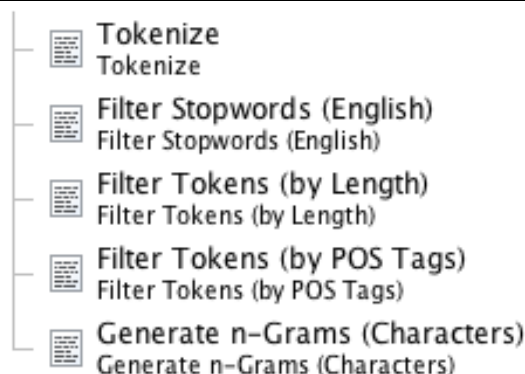 Tokenize
Tokenize
Filter Stopwords (English)
Filter Stopwords (English)
Filter Tokens (by Length)
Filter Tokens (by Length)
Filter Tokens (by POS Tags)
Filter Tokens (by POS Tags)
Generate n-Grams (Characters)
Generate n-Grams (Characters)